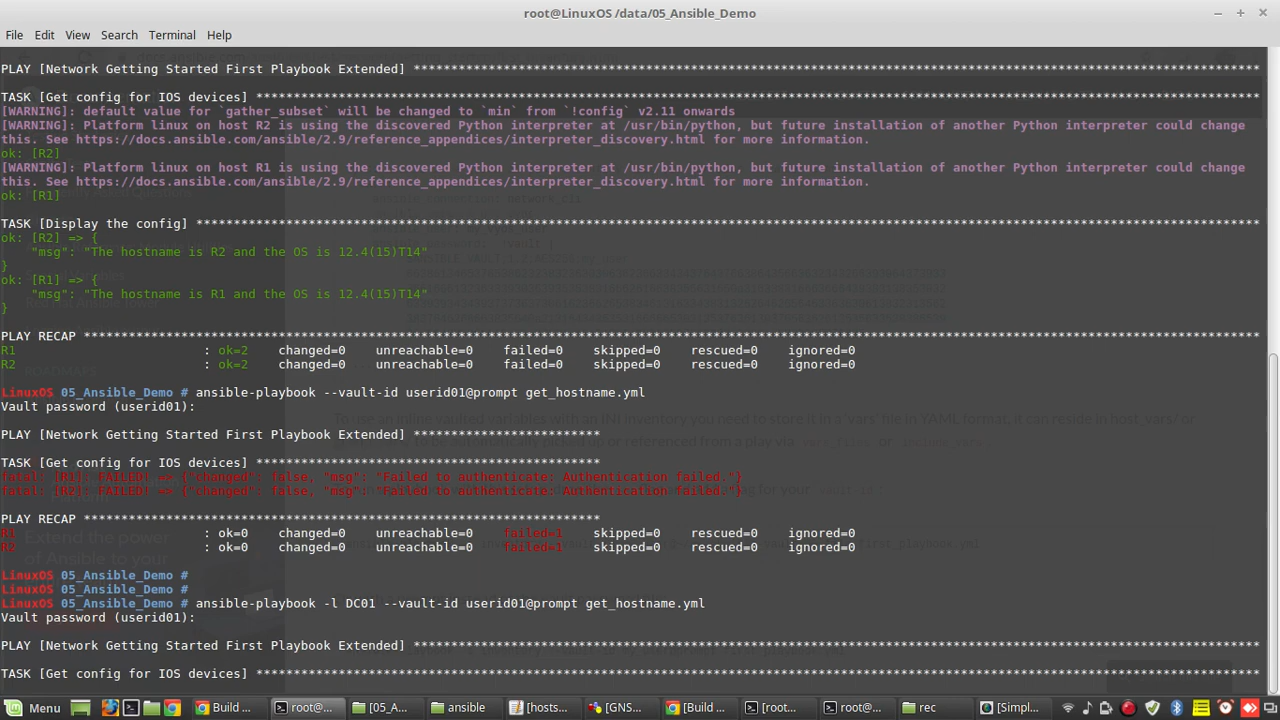 root@LinuxOS /data/05_Ansible_Demo
File Edit View Search Terminal Help
PLAY [Network Getting Started First Playbook Extended] *****************************************************************************************************************
TASK [Get config for IOS devices] **************************************************************************************************************************************
[WARNING]: default value for `gather_subset` will be changed to `min` from `!config` v2.11 onwards
[WARNING]: Platform linux on host R2 is using the discovered Python interpreter at /usr/bin/python, but future installation of another Python interpreter could change
this. See https://docs.ansible.com/ansible/2.9/reference_appendices/interpreter_discovery.html for more information.
ok: [R2]
[WARNING]: Platform linux on host R1 is using the discovered Python interpreter at /usr/bin/python, but future installation of another Python interpreter could change
this. See https://docs.ansible.com/ansible/2.9/reference_appendices/interpreter_discovery.html for more information.
ok: [R1]
TASK [Display the config] **********************************************************************************************************************************************
ok: [R2] => {
"msg": "The hostname is R2 and the OS is 12.4(15)T14"
}
ok: [R1] => {
"msg": "The hostname is R1 and the OS is 12.4(15)T14"
}
PLAY RECAP *************************************************************************************************************************************************************
R1 : ok=2 changed=0 unreachable=0 failed=0 skipped=0 rescued=0 ignored=0
R2 : ok=2 changed=0 unreachable=0 failed=0 skipped=0 rescued=0 ignored=0
LinuxOS 05_Ansible_Demo # ansible-playbook --vault-id userid01@prompt get_hostname.yml
Vault password (userid01):
PLAY [Network Getting Started First Playbook Extended] *************************
TASK [Get config for IOS devices] **********************************************
fatal: [R1]: FAILED! => {"changed": false, "msg": "Failed to authenticate: Authentication failed."}
fatal: [R2]: FAILED! => {"changed": false, "msg": "Failed to authenticate: Authentication failed."}
PLAY RECAP *********************************************************************
R1 : ok=0 changed=0 unreachable=0 failed=1 skipped=0 rescued=0 ignored=0
R2 : ok=0 changed=0 unreachable=0 failed=1 skipped=0 rescued=0 ignored=0
LinuxOS 05_Ansible_Demo #
LinuxOS 05_Ansible_Demo #
LinuxOS 05_Ansible_Demo # ansible-playbook -l DC01 --vault-id userid01@prompt get_hostname.yml
Vault password (userid01):
PLAY [Network Getting Started First Playbook Extended] *****************************************************************************************************************
TASK [Get config for IOS devices] **************************************************************************************************************************************
Menu Build ... root@... [05_A... ansible [hosts... [GNS... [Build ... [root... root@... rec [Simpl...